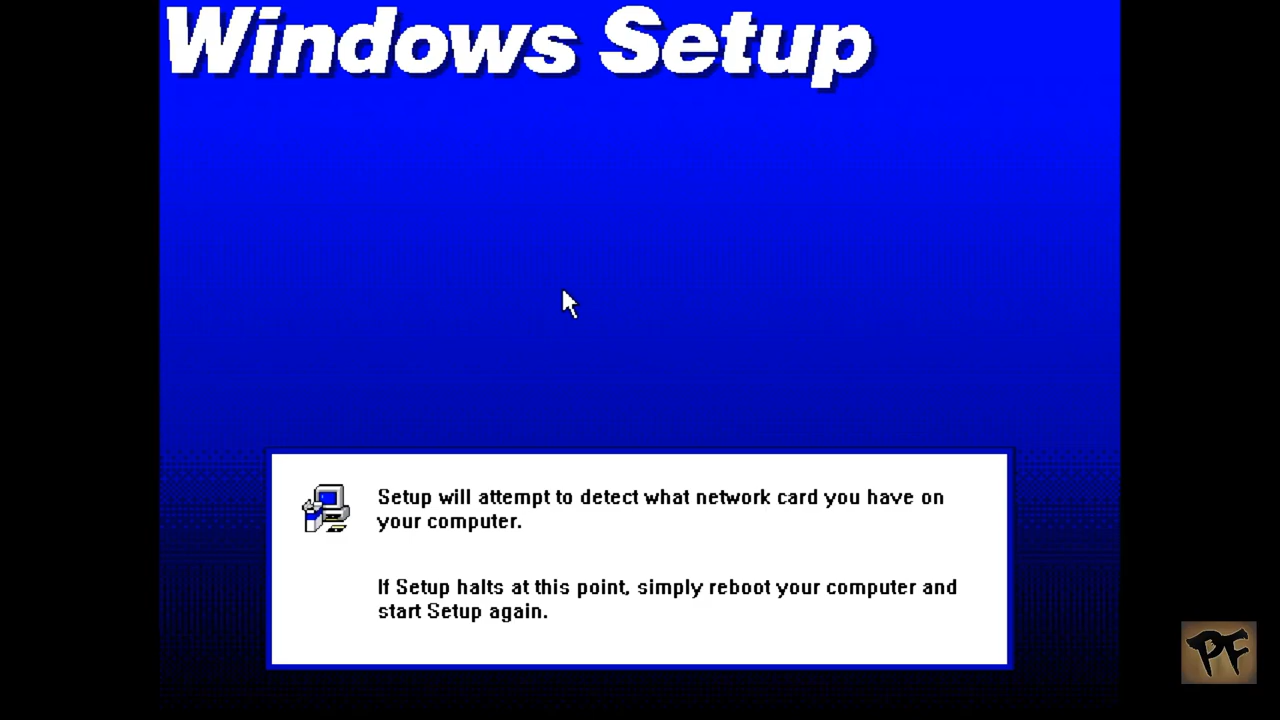 Windows Setup
Setup will attempt to detect what network card you have on
your computer.
If Setup halts at this point, simply reboot your computer and
start Setup again.
PF